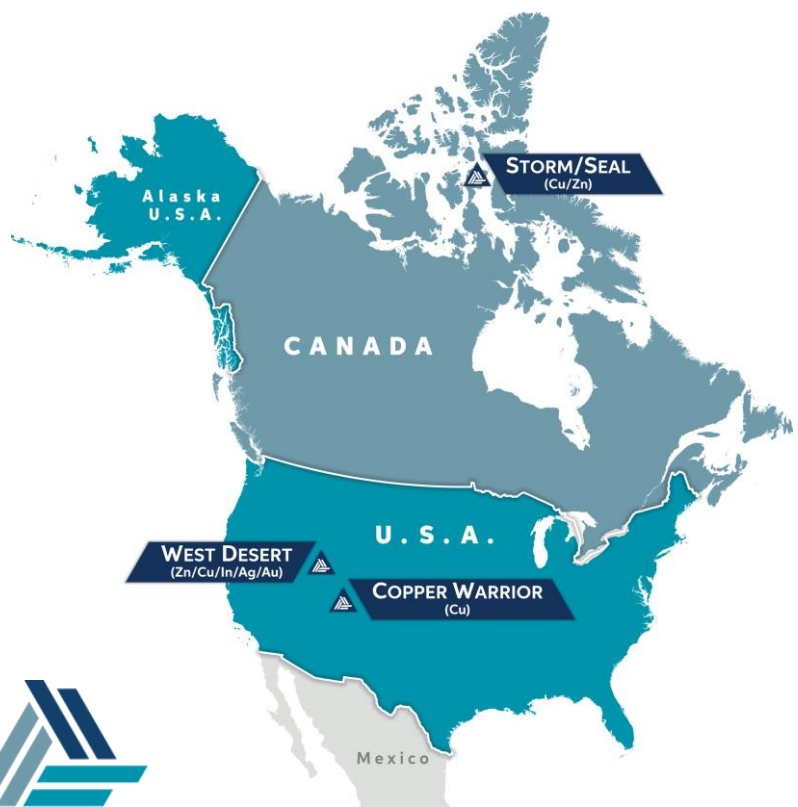 STORM/SEAL
(Cu/Zn)
Alaska
U.S.A.
CANADA
U.S.A.
WEST DESERT
(Zn/Cu/In/Ag/Au)
COPPER WARRIOR
(Cu)
Mexico